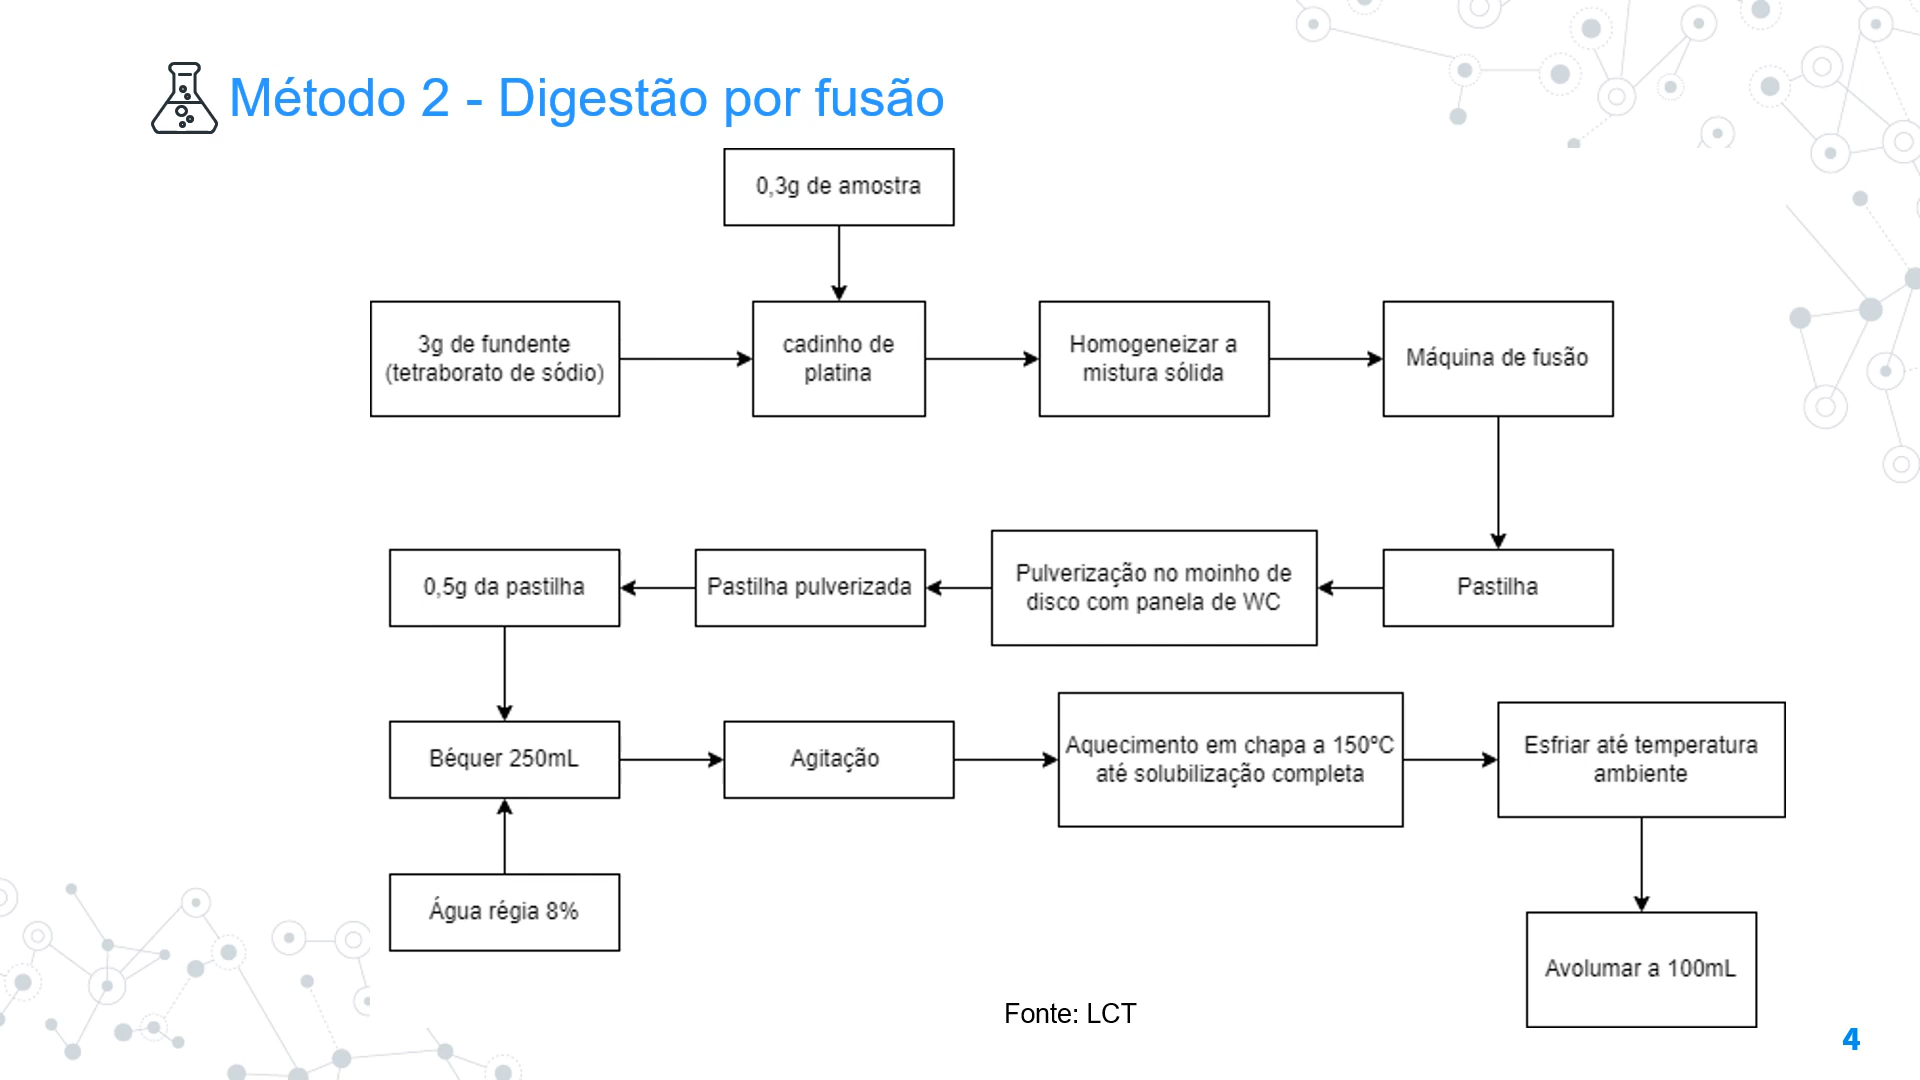 Método 2 - Digestão por fusão
0,3g de amostra
3g de fundente
(tetraborato de sódio)
cadinho de
platina
Homogeneizar a
mistura sólida
Máquina de fusão
0,5g da pastilha
Pastilha pulverizada
Pulverização no moinho de
disco com panela de WC
Pastilha
Béquer 250mL
Agitação
Aquecimento em chapa a 150ºC
até solubilização completa
Esfriar até temperatura
ambiente
Água régia 8%
Avolumar a 100mL
Fonte: LCT
4